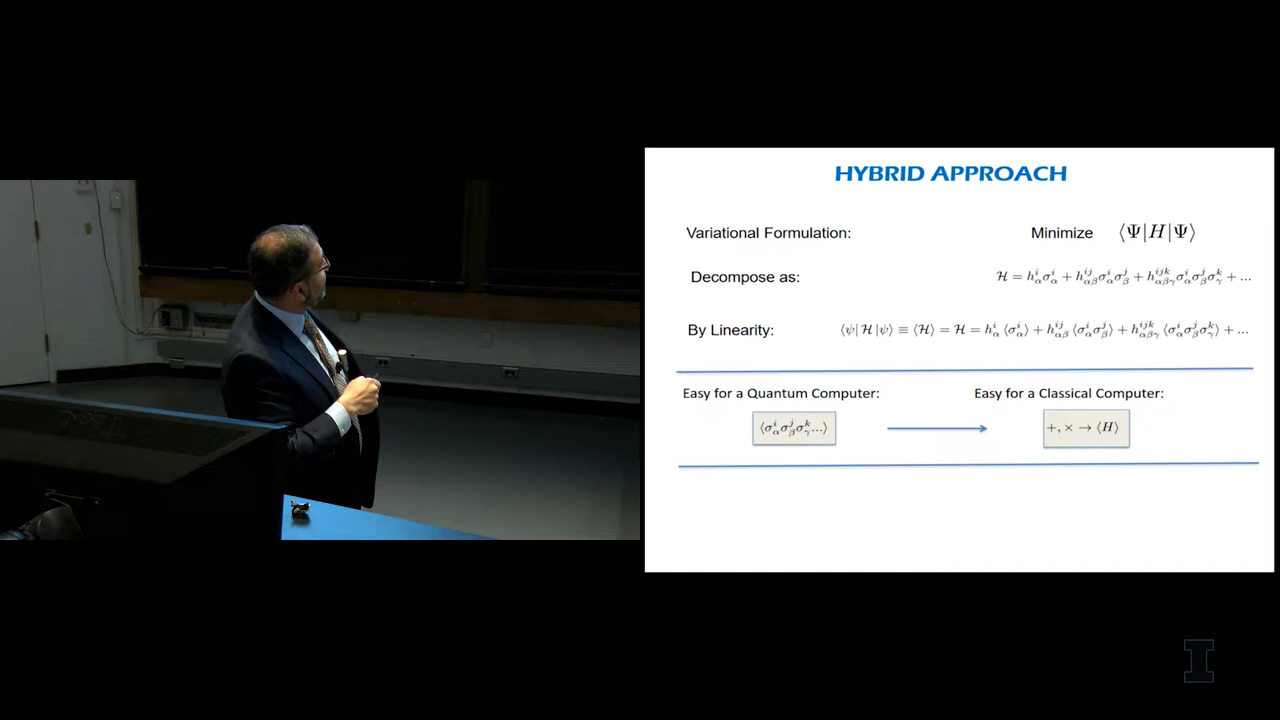 HYBRID APPROACH
Variational Formulation: Minimize ⟨Ψ|H|Ψ⟩
Decompose as: ℋ = h^i_α σ^i_α + h^{ij}_{αβ} σ^i_α σ^j_β + h^{ijk}_{αβγ} σ^i_α σ^j_β σ^k_γ + ...
By Linearity: ⟨ψ| ℋ |ψ⟩ ≡ ⟨ℋ⟩ = ℋ = h^i_α ⟨σ^i_α⟩ + h^{ij}_{αβ} ⟨σ^i_α σ^j_β⟩ + h^{ijk}_{αβγ} ⟨σ^i_α σ^j_β σ^k_γ⟩ + ...
Easy for a Quantum Computer: Easy for a Classical Computer:
⟨σ^i_α σ^j_β σ^k_γ...⟩ +, × → ⟨H⟩
I